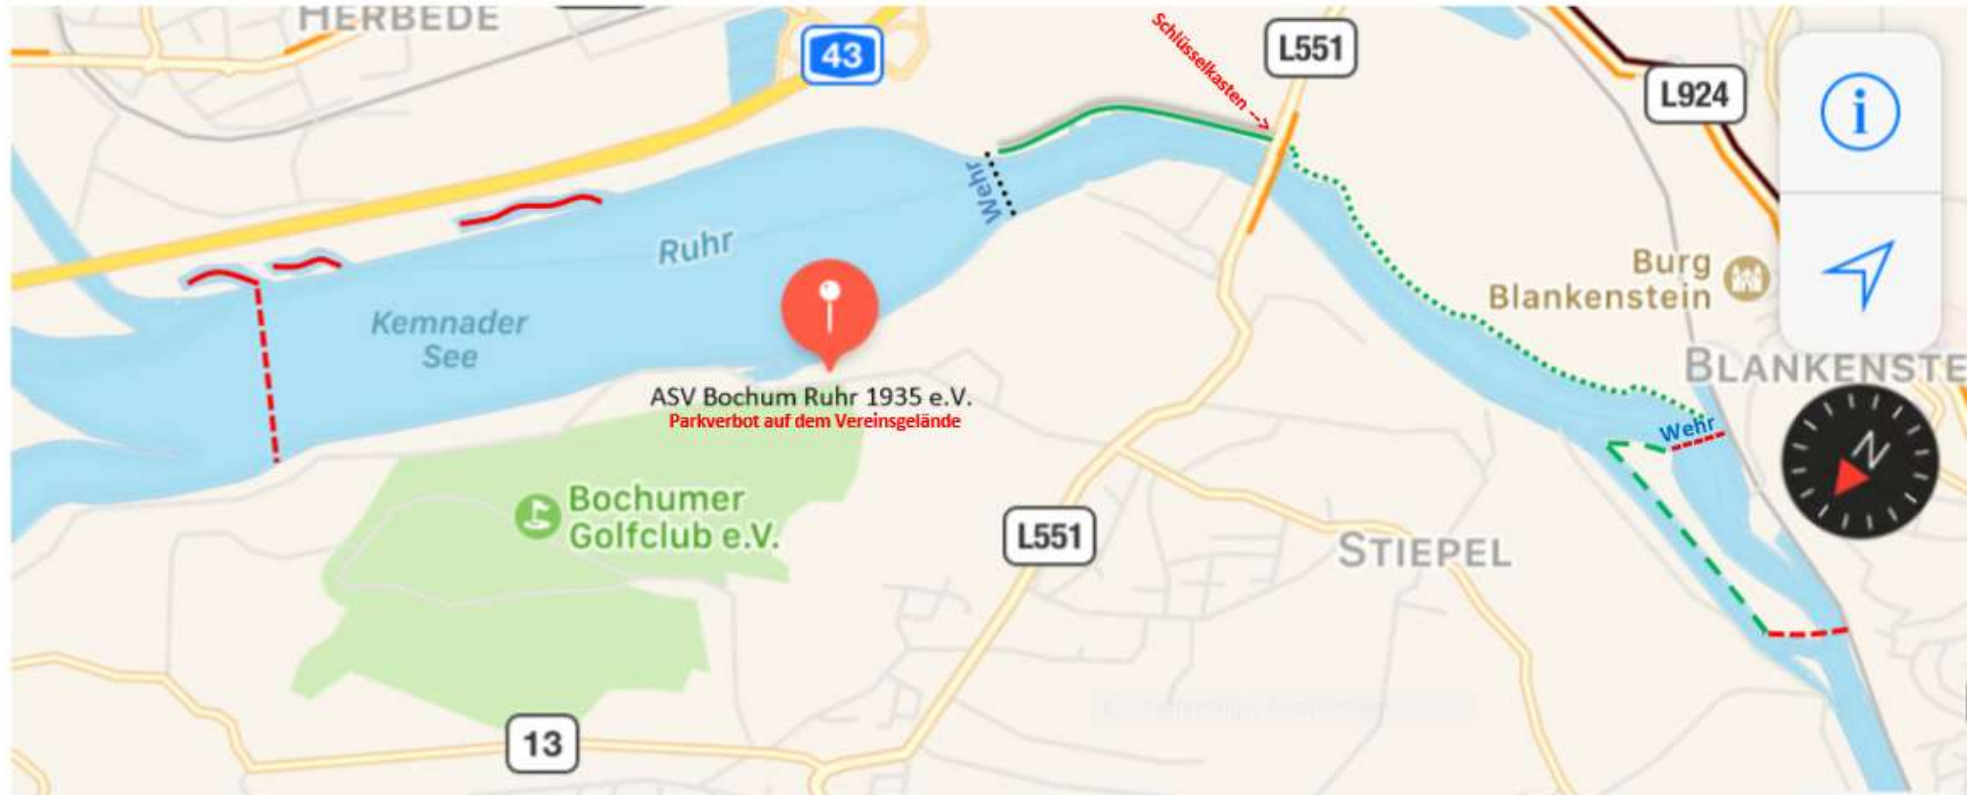 HERBEDE
43
Schlüsselkasten -->
L551
L924
i
Wehr
Ruhr
Burg
Blankenstein
Kemnader
See
BLANKENSTE
ASV Bochum Ruhr 1935 e.V.
Parkverbot auf dem Vereinsgelände
Wehr
N
Bochumer
Golfclub e.V.
L551
STIEPEL
13